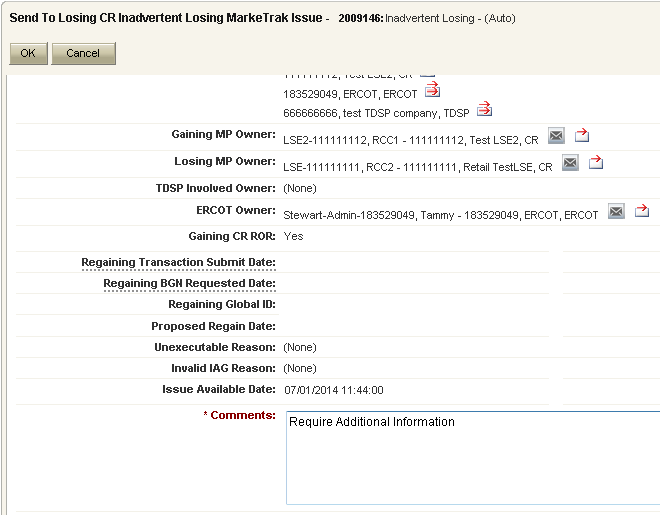 Send To Losing CR Inadvertent Losing MarkeTrak Issue - 2009146: Inadvertent Losing - (Auto)
OK Cancel
111111112, Test LSE2, CR
183529049, ERCOT, ERCOT
666666666, test TDSP company, TDSP
Gaining MP Owner: LSE2-111111112, RCC1 - 111111112, Test LSE2, CR
Losing MP Owner: LSE-111111111, RCC2 - 111111111, Retail TestLSE, CR
TDSP Involved Owner: (None)
ERCOT Owner: Stewart-Admin-183529049, Tammy - 183529049, ERCOT, ERCOT
Gaining CR ROR: Yes
Regaining Transaction Submit Date:
Regaining BGN Requested Date:
Regaining Global ID:
Proposed Regain Date:
Unexecutable Reason: (None)
Invalid IAG Reason: (None)
Issue Available Date: 07/01/2014 11:44:00
* Comments: Require Additional Information